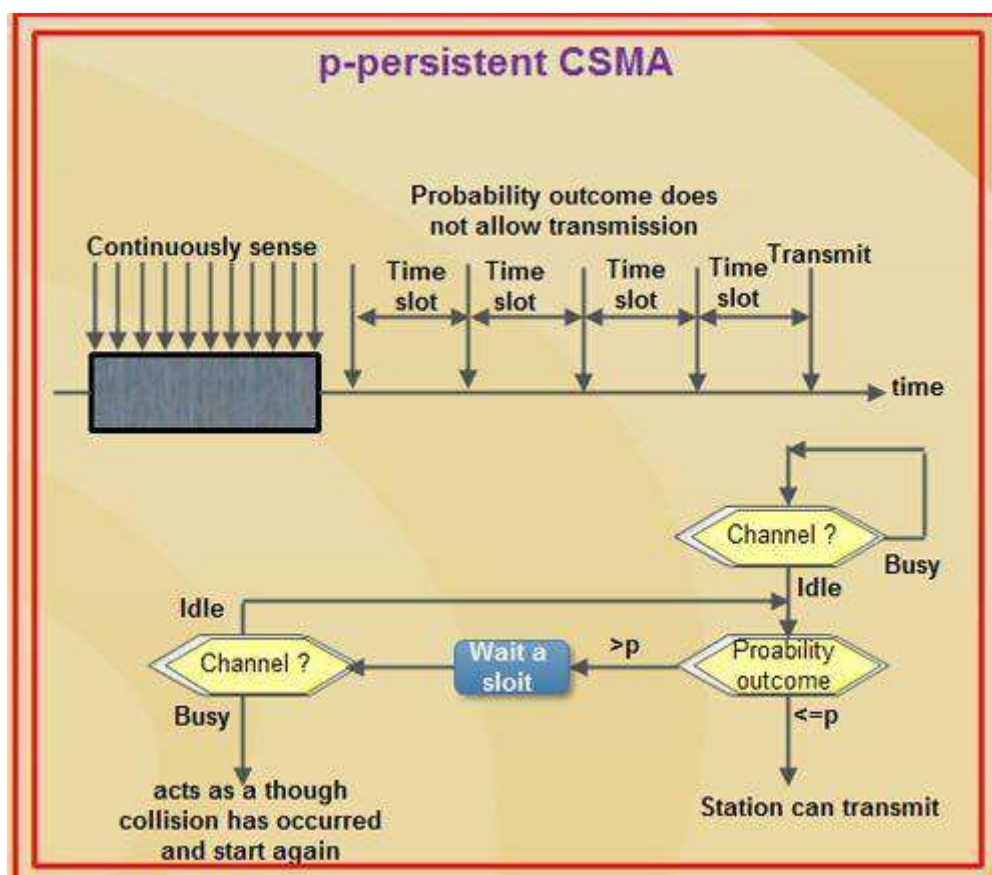 p-persistent CSMA
Probability outcome does
not allow transmission
Continuously sense
Time
slot
Time
slot
Time
slot
Time
slot
Transmit
time
Channel ?
Busy
Idle
Idle
Channel ?
Busy
Wait a
sloit
>p
Proability
outcome
<=p
acts as a though
collision has occurred
and start again
Station can transmit